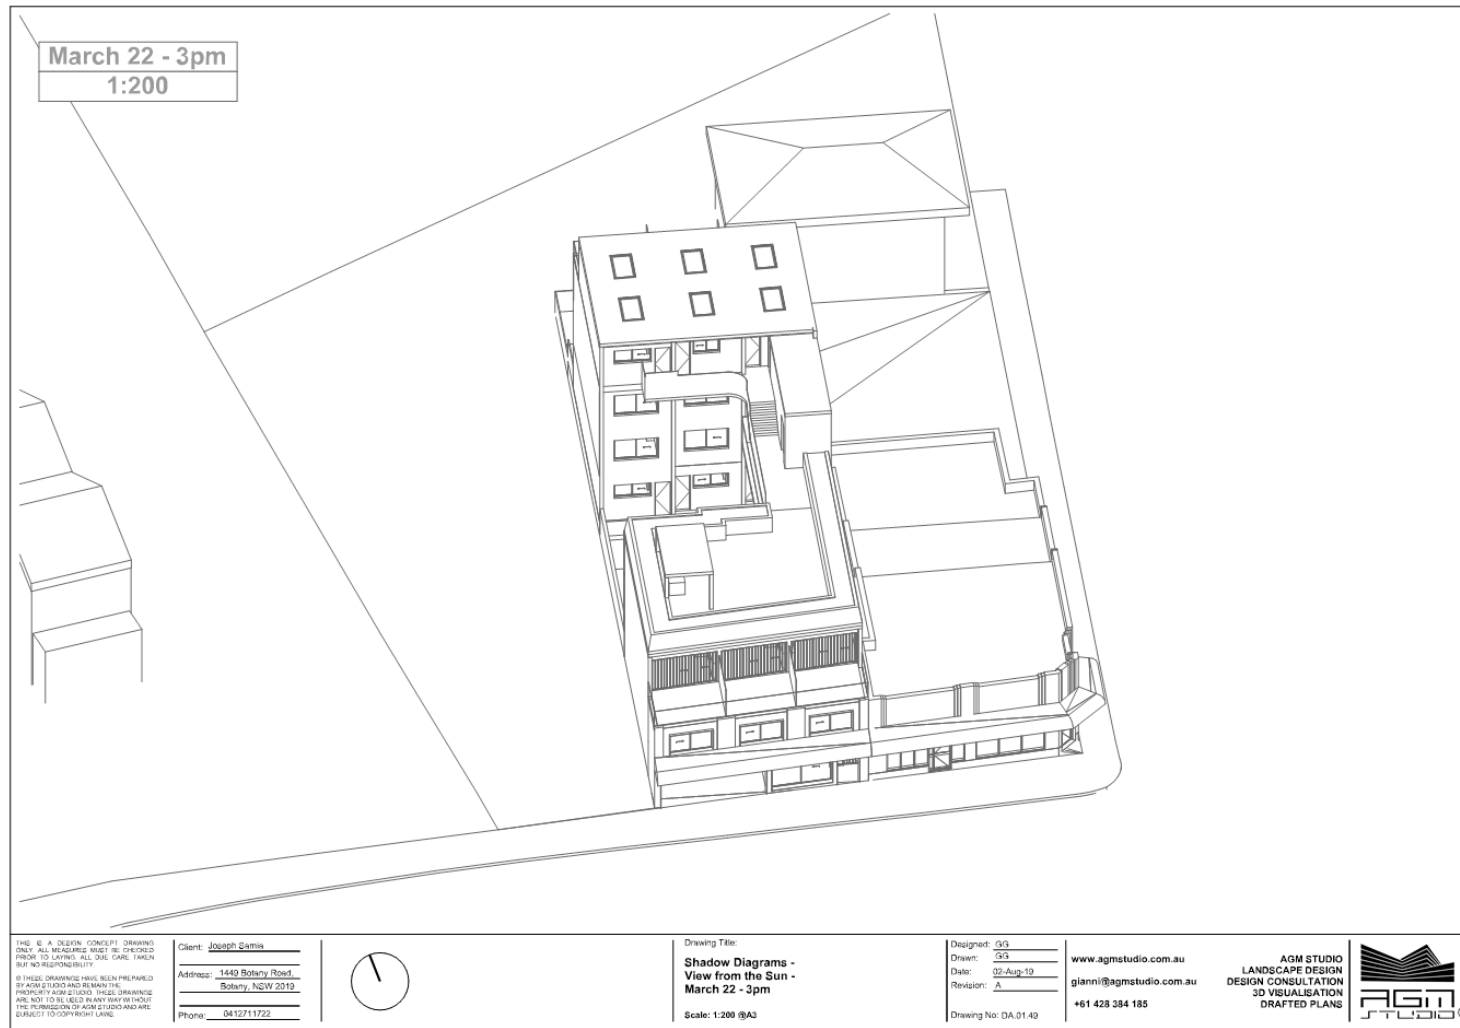 March 22 - 3pm
1:200
THIS IS A DESIGN CONCEPT DRAWING
ONLY. ALL MEASURES MUST BE CHECKED
PRIOR TO LAYING. ALL DUE CARE TAKEN
BUT NO RESPONSIBILITY.
© THESE DRAWINGS HAVE BEEN PREPARED
BY AGM STUDIO AND REMAIN THE
PROPERTY AGM STUDIO. THESE DRAWINGS
ARE NOT TO BE USED IN ANY WAY WITHOUT
THE PERMISSION OF AGM STUDIO AND ARE
SUBJECT TO COPYRIGHT LAWS.
Client: Joseph Samia
Address: 1449 Botany Road,
Botany, NSW 2019
Phone: 0412711722
Drawing Title:
Shadow Diagrams -
View from the Sun -
March 22 - 3pm
Scale: 1:200 @A3
Designed: GG
Drawn: GG
Date: 02-Aug-19
Revision: A
Drawing No: DA.01.49
www.agmstudio.com.au
gianni@agmstudio.com.au
+61 428 384 185
AGM STUDIO
LANDSCAPE DESIGN
DESIGN CONSULTATION
3D VISUALISATION
DRAFTED PLANS
AGM
STUDIO